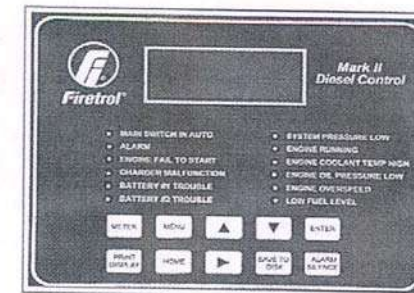 Firetrol®
Mark II
Diesel Control
MAIN SWITCH IN AUTO
ALARM
ENGINE FAIL TO START
CHARGER MALFUNCTION
BATTERY #1 TROUBLE
BATTERY #2 TROUBLE
SYSTEM PRESSURE LOW
ENGINE RUNNING
ENGINE COOLANT TEMP HIGH
ENGINE OIL PRESSURE LOW
ENGINE OVERSPEED
LOW FUEL LEVEL
METER
MENU
ENTER
PRINT DISPLAY
HOME
SAVE TO DISK
ALARM SILENCE